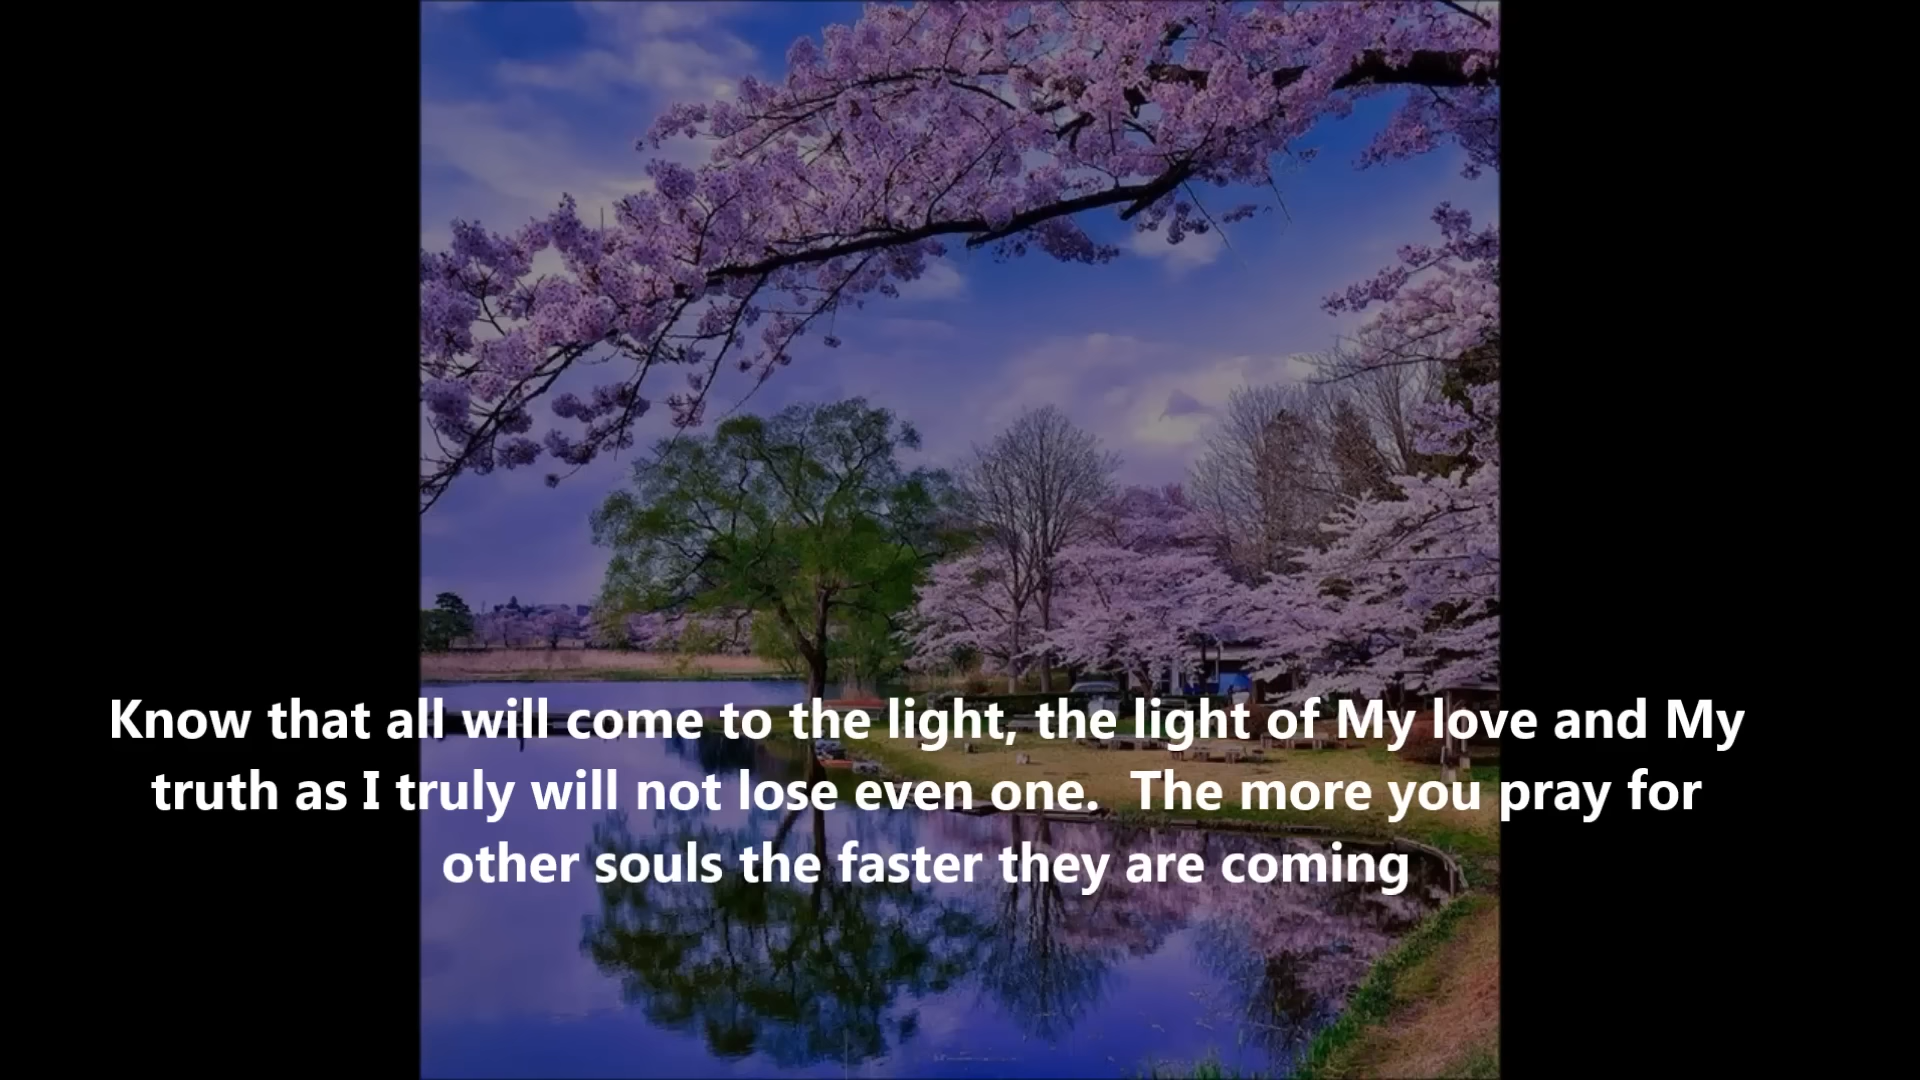 Know that all will come to the light, the light of My love and My
truth as I truly will not lose even one.  The more you pray for
other souls the faster they are coming